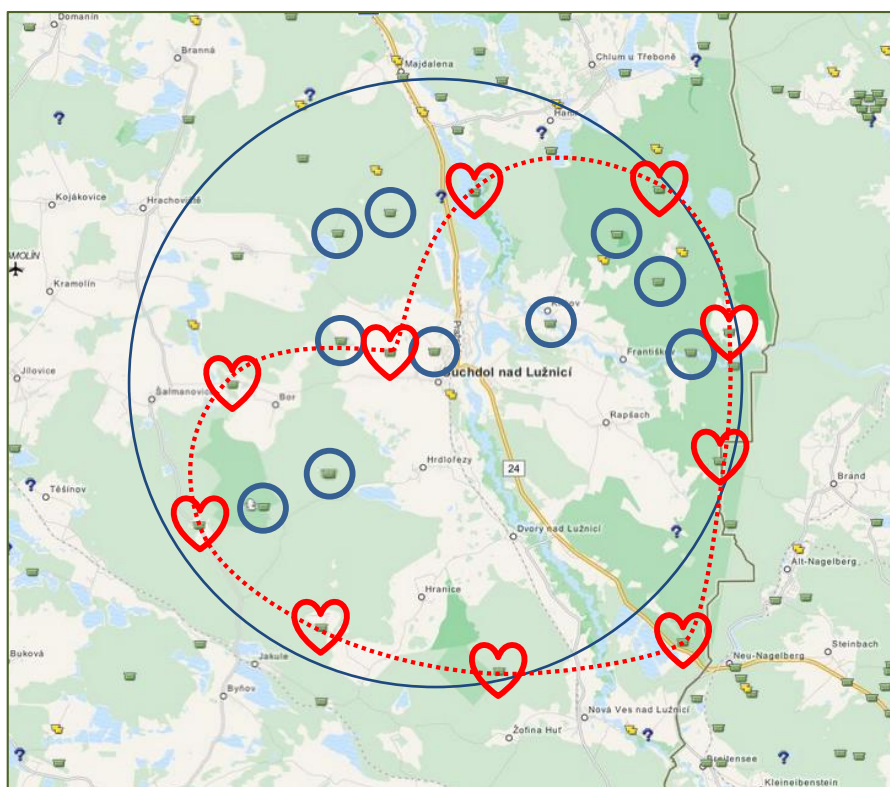 Domanín
Branná
Majdalena
Chlum u Třeboně
Kojákovice
Hrachoviště
AMOLÍN
Kramolín
Jílovice
Šalmanovice
Bor
Suchdol nad Lužnicí
Františkov
Rapšach
Hrdlořezy
24
Těšínov
Brand
Dvory nad Lužnicí
Alt-Nagelberg
Hranice
Buková
Jakule
Steinbach
Neu-Nagelberg
Byňov
Nová Ves nad Lužnicí
Žofina Huť
Breitensee
Kleineibenstein